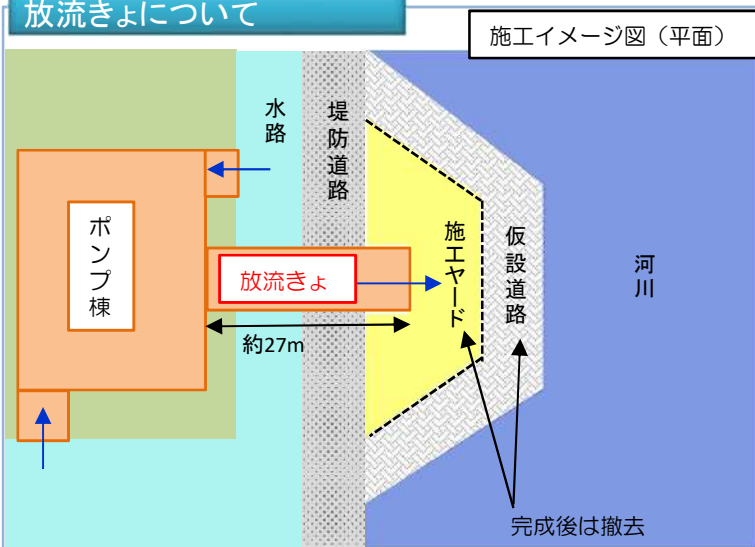 放流きょについて
施工イメージ図（平面）
水路
堤防道路
ポンプ棟
放流きょ
施工ヤード
仮設道路
河川
約27m
完成後は撤去